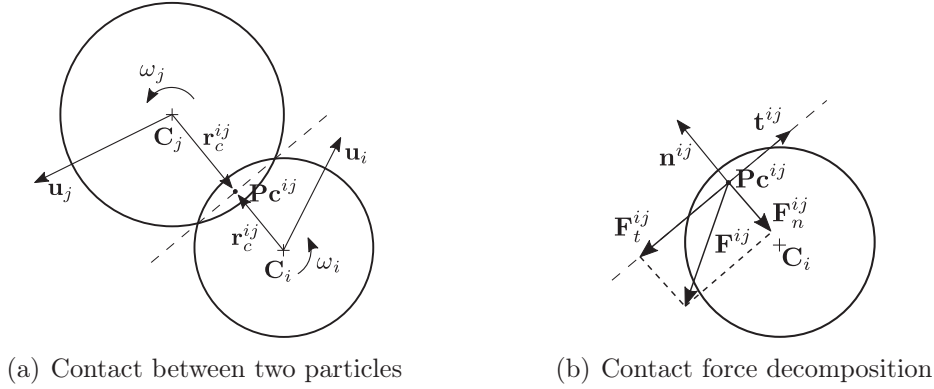 ω_j
C_j
r_c^{ij}
u_j
Pc^{ij}
u_i
r_c^{ij}
C_i
ω_i
t^{ij}
n^{ij}
Pc^{ij}
F_t^{ij}
F_n^{ij}
F^{ij}
C_i
(a) Contact between two particles
(b) Contact force decomposition